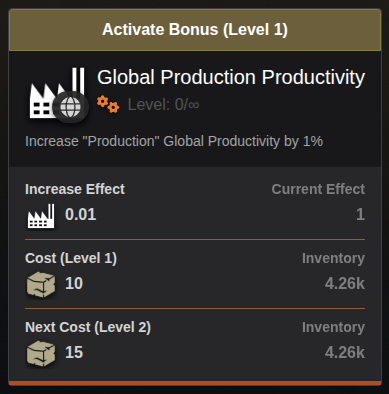 Activate Bonus (Level 1)
Global Production Productivity
Level: 0/∞
Increase "Production" Global Productivity by 1%
Increase Effect Current Effect
0.01 1
Cost (Level 1) Inventory
10 4.26k
Next Cost (Level 2) Inventory
15 4.26k